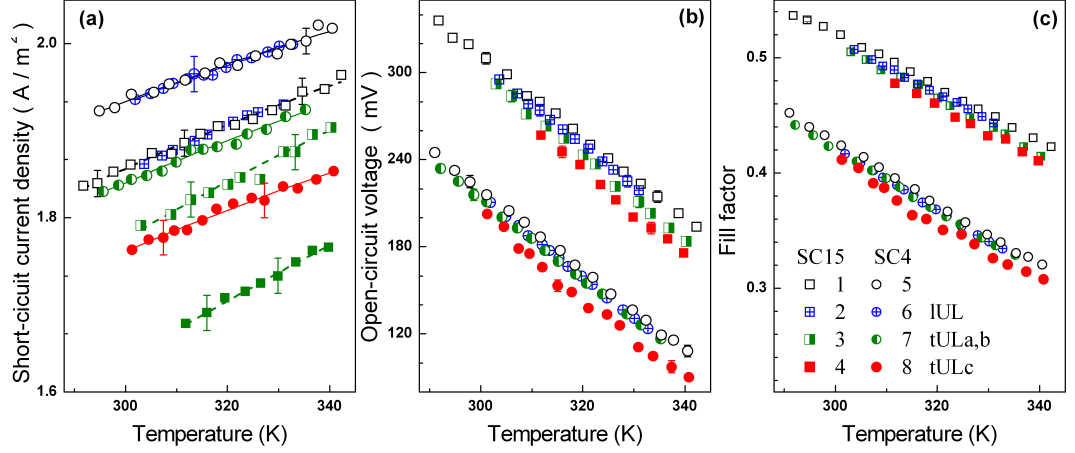 (a)
Short-cicuit current density ( A / m⁻²)
2.0
1.8
1.6
300
320
340
Temperature (K)
(b)
Open-circuit voltage ( mV)
300
240
180
120
300
320
340
Temperature (K)
(c)
Fill factor
0.5
0.4
0.3
300
320
340
Temperature (K)
SC15 SC4
1 5
2 6 lUL
3 7 tULa,b
4 8 tULc